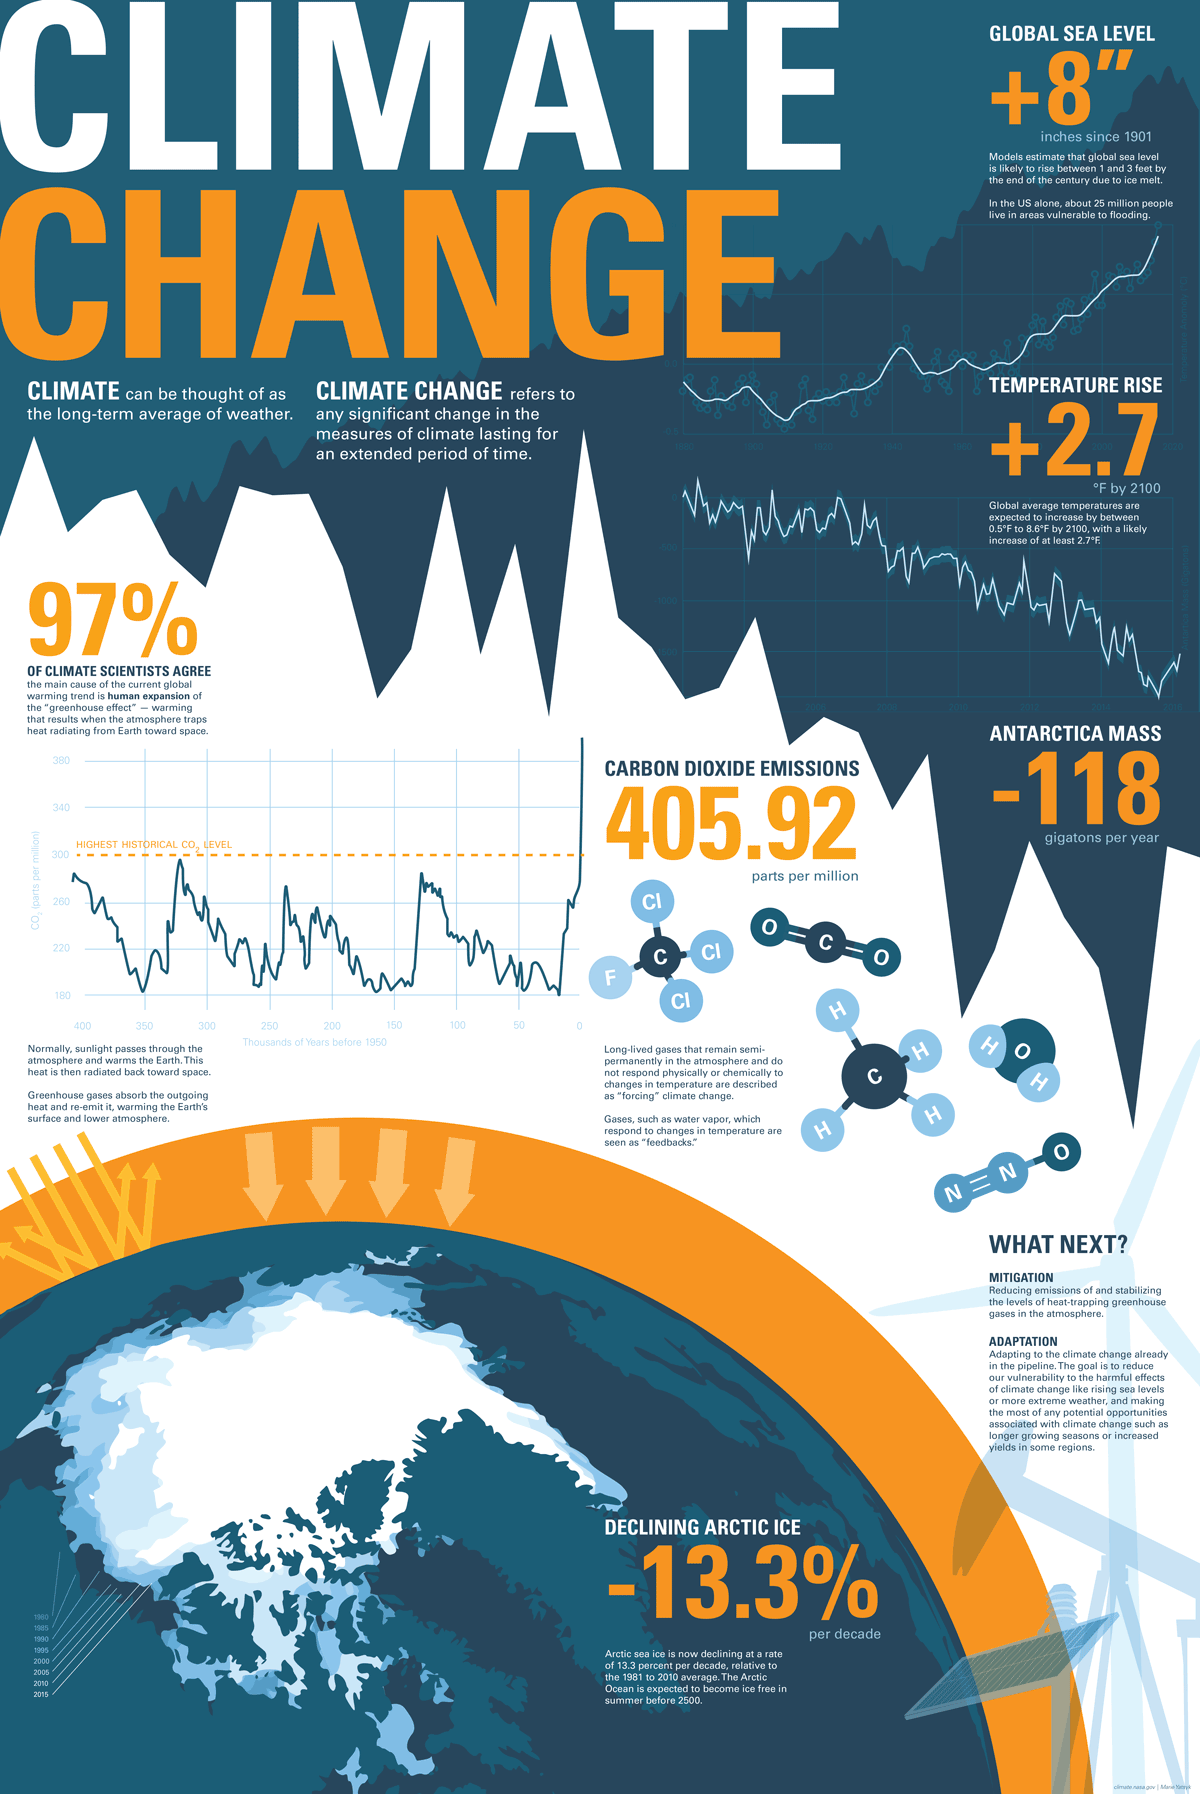 CLIMATE
CHANGE
GLOBAL SEA LEVEL
+8”
inches since 1901
Models estimate that global sea level
is likely to rise between 1 and 3 feet by
the end of the century due to ice melt.
In the US alone, about 25 million people
live in areas vulnerable to flooding.
CLIMATE can be thought of as
the long-term average of weather.
CLIMATE CHANGE refers to
any significant change in the
measures of climate lasting for
an extended period of time.
TEMPERATURE RISE
+2.7
°F by 2100
Global average temperatures are
expected to increase by between
0.5°F to 8.6°F by 2100, with a likely
increase of at least 2.7°F.
97%
OF CLIMATE SCIENTISTS AGREE
the main cause of the current global
warming trend is human expansion of
the “greenhouse effect” — warming
that results when the atmosphere traps
heat radiating from Earth toward space.
ANTARCTICA MASS
-118
gigatons per year
CARBON DIOXIDE EMISSIONS
405.92
parts per million
380
340
HIGHEST HISTORICAL CO2 LEVEL
300
260
220
180
CO2 (parts per million)
400 350 300 250 200 150 100 50 0
Thousands of Years before 1950
Cl
C Cl
F
Cl
O C O
H
H
C
H
H
H O
H
N N O
Normally, sunlight passes through the
atmosphere and warms the Earth. This
heat is then radiated back toward space.
Greenhouse gases absorb the outgoing
heat and re-emit it, warming the Earth’s
surface and lower atmosphere.
Long-lived gases that remain semi-
permanently in the atmosphere and do
not respond physically or chemically to
changes in temperature are described
as “forcing” climate change.
Gases, such as water vapor, which
respond to changes in temperature are
seen as “feedbacks.”
WHAT NEXT?
MITIGATION
Reducing emissions of and stabilizing
the levels of heat-trapping greenhouse
gases in the atmosphere.
ADAPTATION
Adapting to the climate change already
in the pipeline. The goal is to reduce
our vulnerability to the harmful effects
of climate change like rising sea levels
or more extreme weather, and making
the most of any potential opportunities
associated with climate change such as
longer growing seasons or increased
yields in some regions.
DECLINING ARCTIC ICE
-13.3%
per decade
Arctic sea ice is now declining at a rate
of 13.3 percent per decade, relative to
the 1981 to 2010 average. The Arctic
Ocean is expected to become ice free in
summer before 2500.
1980
1985
1990
1995
2000
2005
2010
2015
climate.nasa.gov |